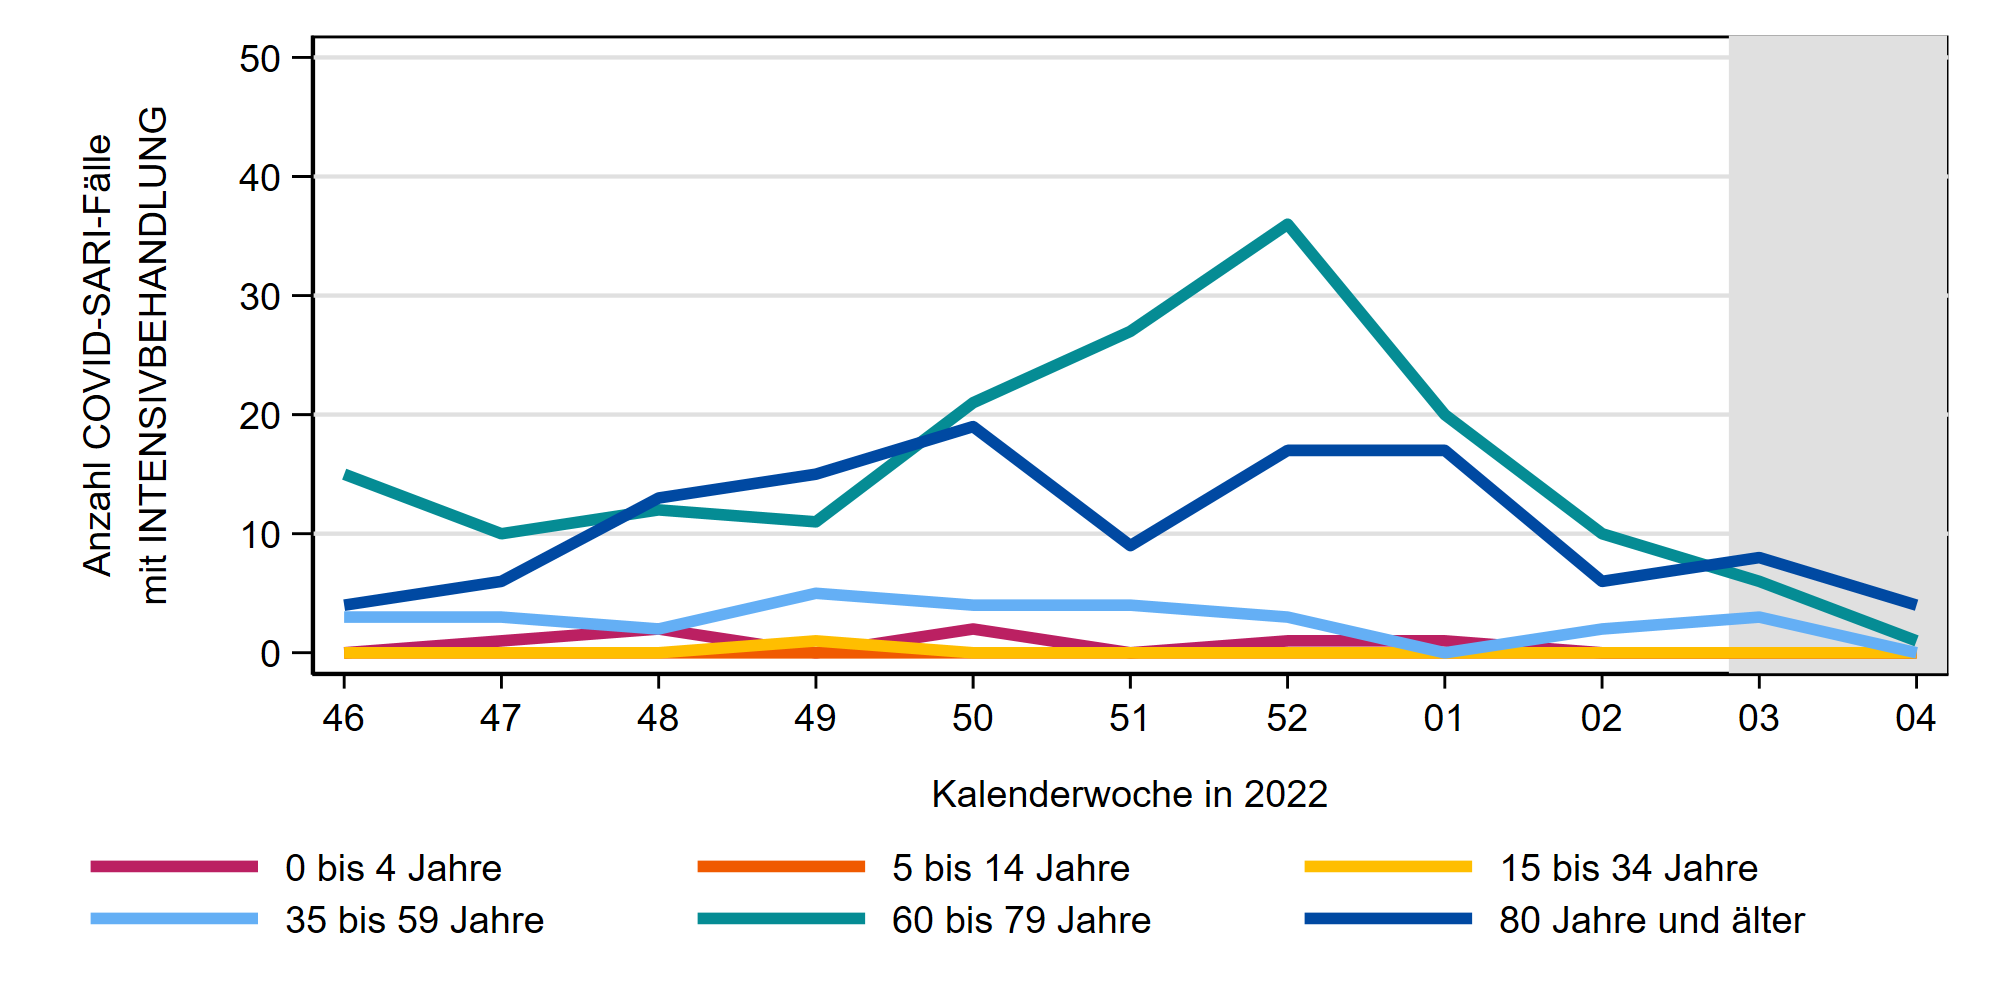 Anzahl COVID-SARI-Fälle
mit INTENSIVBEHANDLUNG
50
40
30
20
10
0
46 47 48 49 50 51 52 01 02 03 04
Kalenderwoche in 2022
0 bis 4 Jahre 5 bis 14 Jahre 15 bis 34 Jahre
35 bis 59 Jahre 60 bis 79 Jahre 80 Jahre und älter